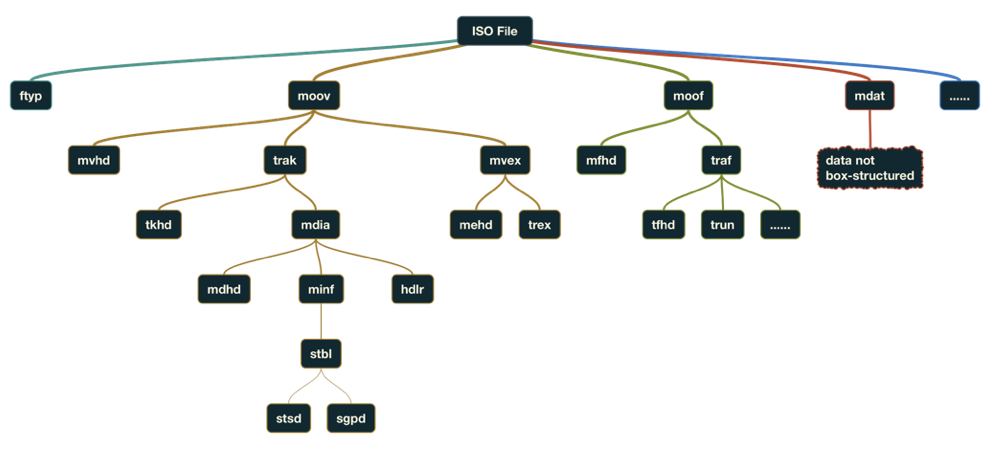 ISO File
ftyp
moov
moof
mdat
......
mvhd
trak
mvex
mfhd
traf
data not
box-structured
tkhd
mdia
mehd
trex
tfhd
trun
......
mdhd
minf
hdlr
stbl
stsd
sgpd